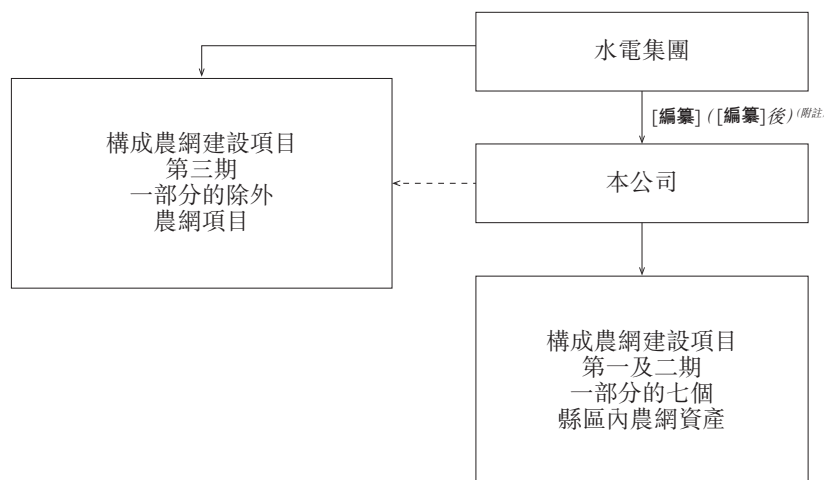 水電集團
[編纂] ([編纂]後) (附註
構成農網建設項目
第三期
一部分的除外
農網項目
本公司
構成農網建設項目
第一及二期
一部分的七個
縣區內農網資產